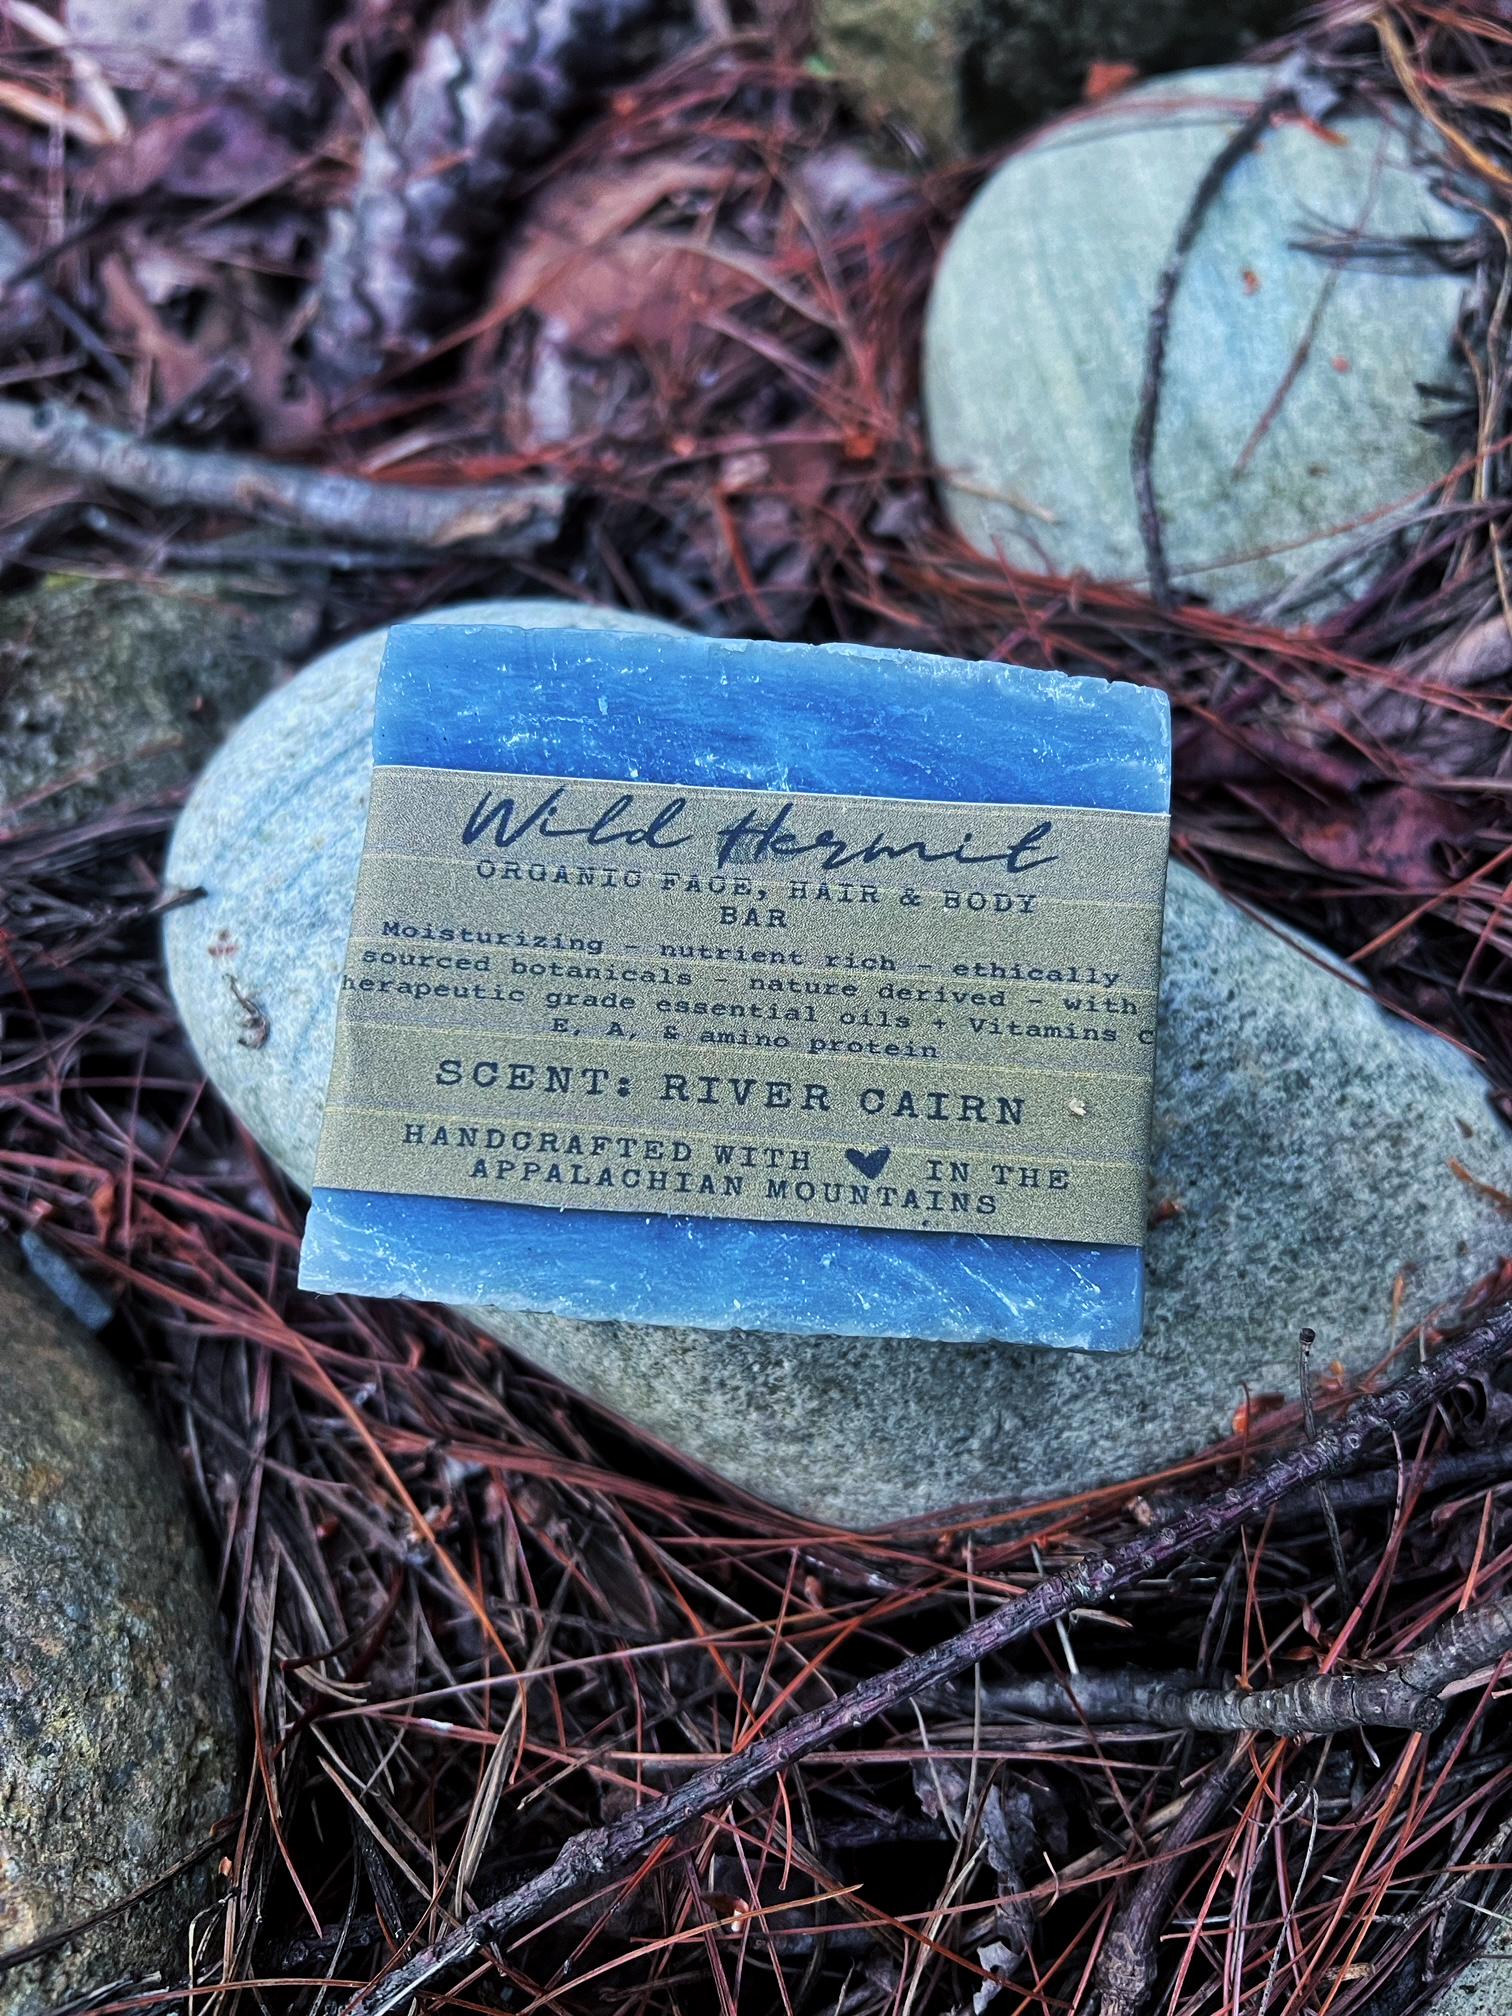 Wild Hermit
ORGANIC FACE, HAIR & BODY
BAR
Moisturizing - nutrient rich - ethically
sourced botanicals - nature derived - with
herapeutic grade essential oils + Vitamins C
E, A, & amino protein
SCENT: RIVER CAIRN
HANDCRAFTED WITH ♥ IN THE
APPALACHIAN MOUNTAINS